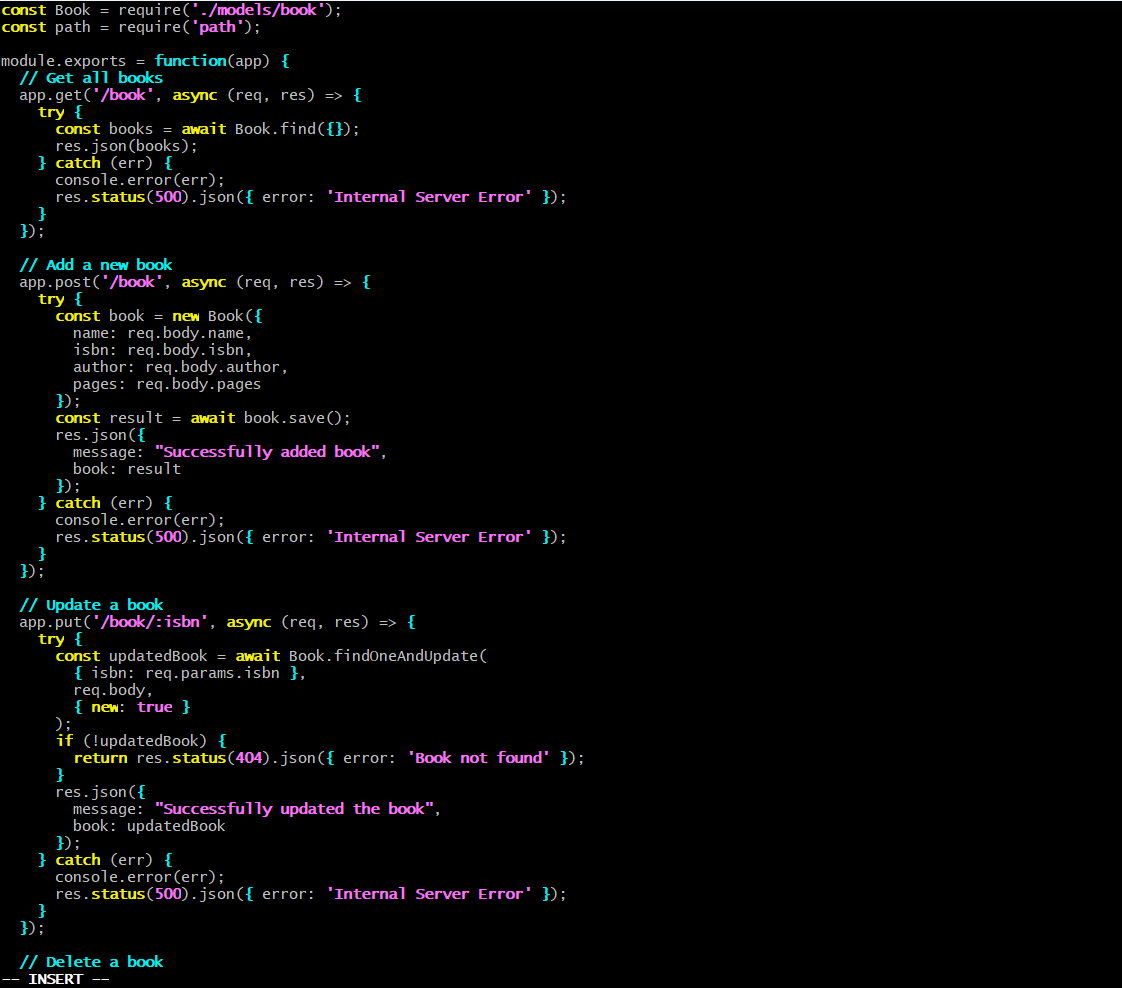 const Book = require('./models/book');
const path = require('path');

module.exports = function(app) {
  // Get all books
  app.get('/book', async (req, res) => {
    try {
      const books = await Book.find({});
      res.json(books);
    } catch (err) {
      console.error(err);
      res.status(500).json({ error: 'Internal Server Error' });
    }
  });

  // Add a new book
  app.post('/book', async (req, res) => {
    try {
      const book = new Book({
        name: req.body.name,
        isbn: req.body.isbn,
        author: req.body.author,
        pages: req.body.pages
      });
      const result = await book.save();
      res.json({
        message: "Successfully added book",
        book: result
      });
    } catch (err) {
      console.error(err);
      res.status(500).json({ error: 'Internal Server Error' });
    }
  });

  // Update a book
  app.put('/book/:isbn', async (req, res) => {
    try {
      const updatedBook = await Book.findOneAndUpdate(
        { isbn: req.params.isbn },
        req.body,
        { new: true }
      );
      if (!updatedBook) {
        return res.status(404).json({ error: 'Book not found' });
      }
      res.json({
        message: "Successfully updated the book",
        book: updatedBook
      });
    } catch (err) {
      console.error(err);
      res.status(500).json({ error: 'Internal Server Error' });
    }
  });

  // Delete a book
-- INSERT --